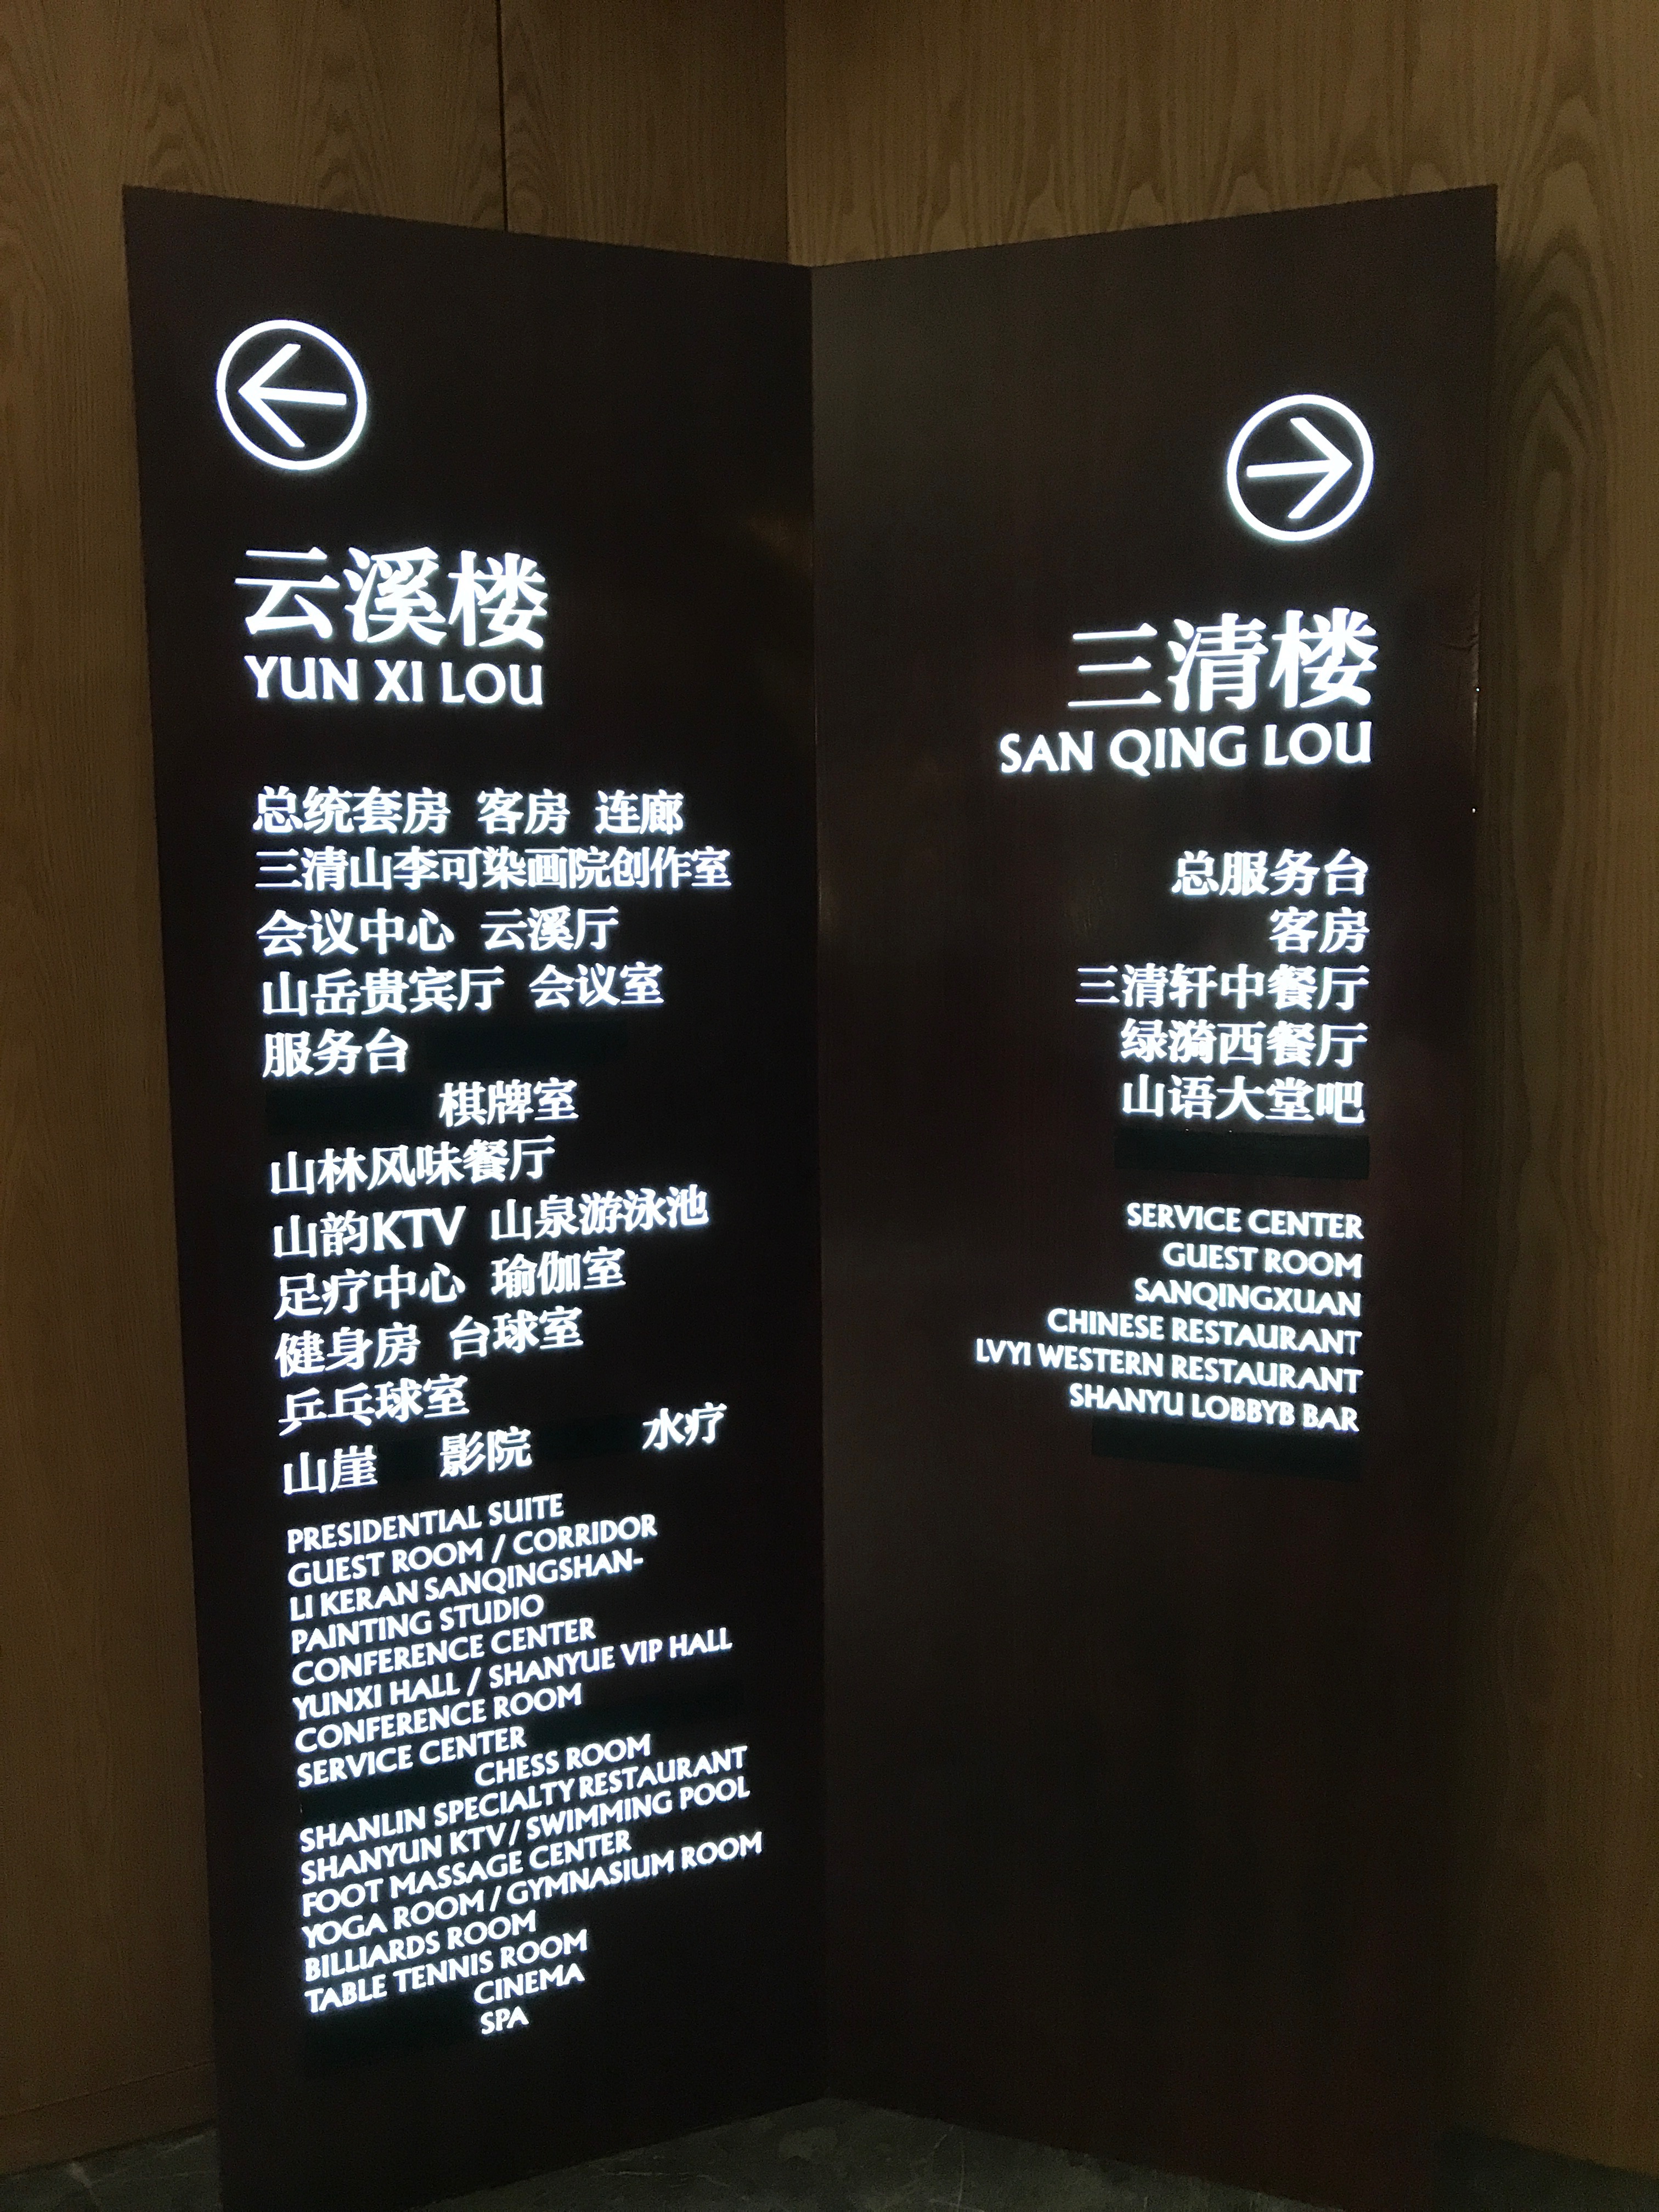 云溪楼
YUN XI LOU
总统套房 客房 连廊
三清山李可染画院创作室
会议中心 云溪厅
山岳贵宾厅 会议室
服务台
棋牌室
山林风味餐厅
山韵KTV 山泉游泳池
足疗中心 瑜伽室
健身房 台球室
乒乓球室
山崖 影院 水疗
PRESIDENTIAL SUITE
GUEST ROOM / CORRIDOR
LI KERAN SANQINGSHAN-
PAINTING STUDIO
CONFERENCE CENTER
YUNXI HALL / SHANYUE VIP HALL
CONFERENCE ROOM
SERVICE CENTER
CHESS ROOM
SHANLIN SPECIALTY RESTAURANT
SHANYUN KTV / SWIMMING POOL
FOOT MASSAGE CENTER
YOGA ROOM / GYMNASIUM ROOM
BILLIARDS ROOM
TABLE TENNIS ROOM
CINEMA
SPA
三清楼
SAN QING LOU
总服务台
客房
三清轩中餐厅
绿漪西餐厅
山语大堂吧
SERVICE CENTER
GUEST ROOM
SANQINGXUAN
CHINESE RESTAURANT
LVYI WESTERN RESTAURANT
SHANYU LOBBYB BAR